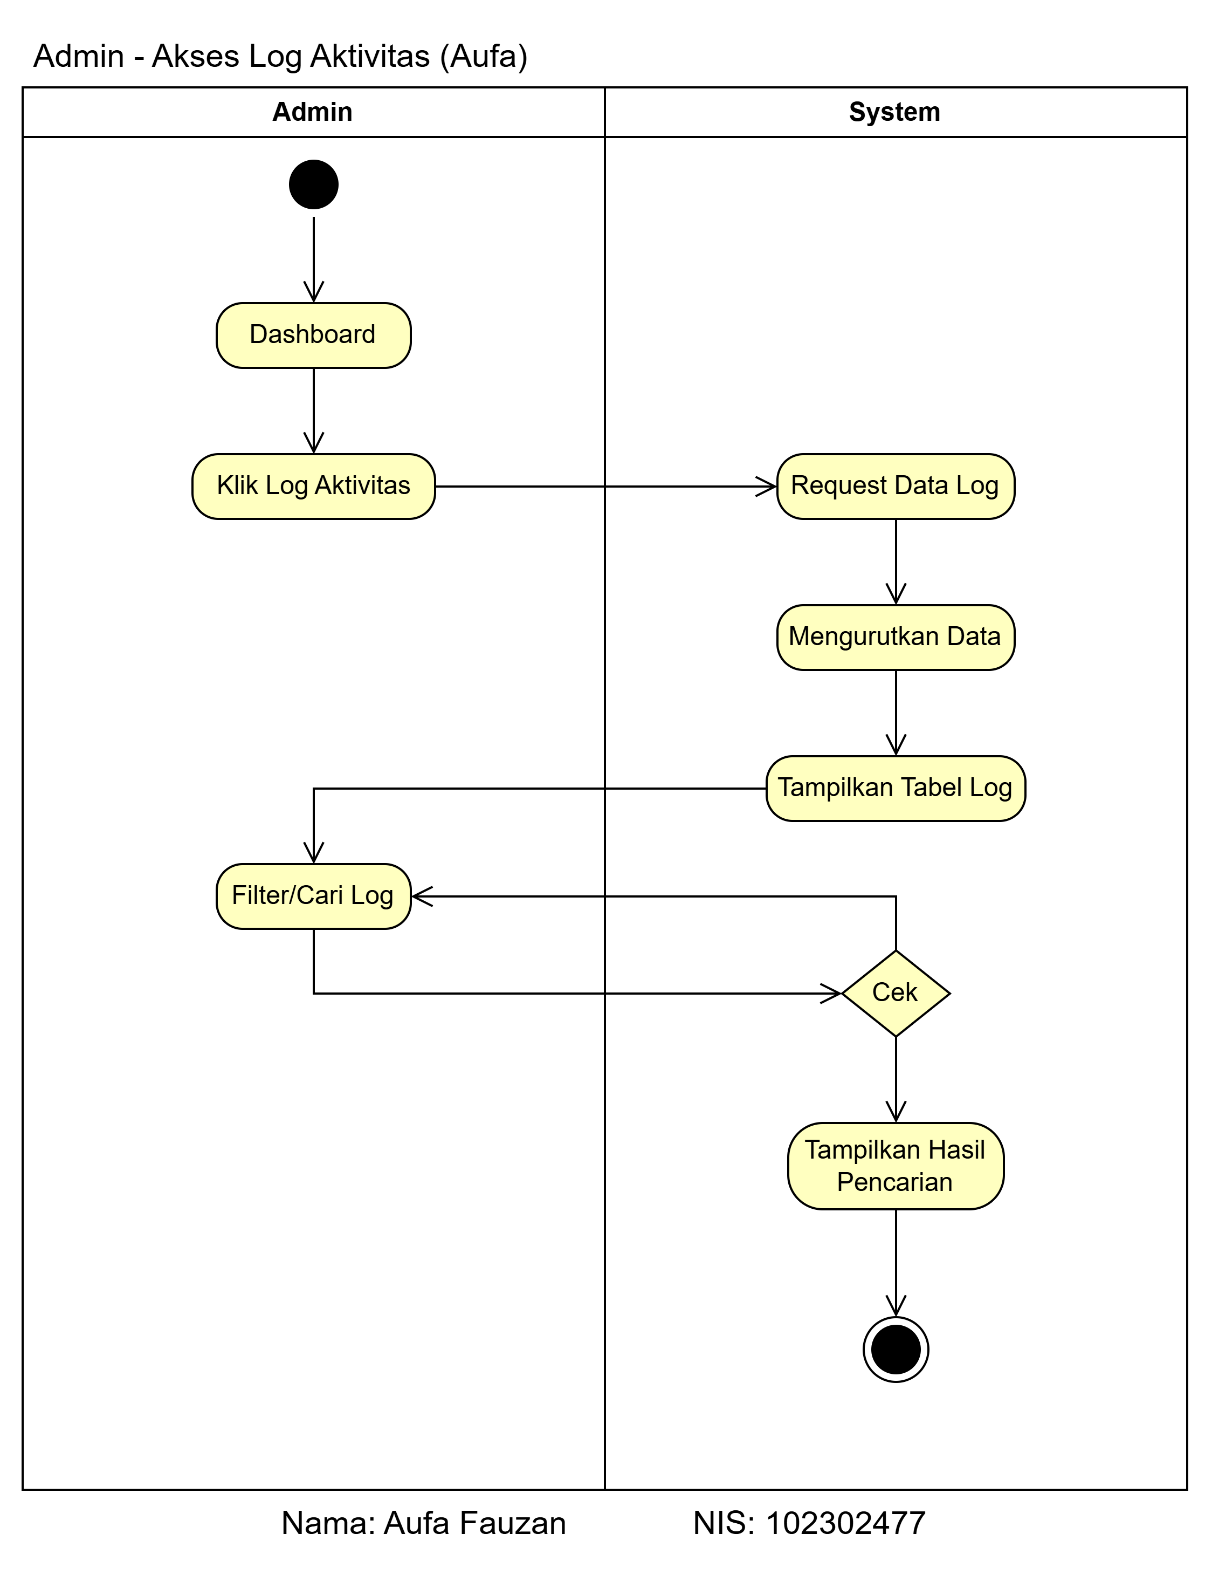 Admin - Akses Log Aktivitas (Aufa)
Admin
System
Dashboard
Klik Log Aktivitas
Request Data Log
Mengurutkan Data
Tampilkan Tabel Log
Filter/Cari Log
Cek
Tampilkan Hasil
Pencarian
Nama: Aufa Fauzan
NIS: 102302477